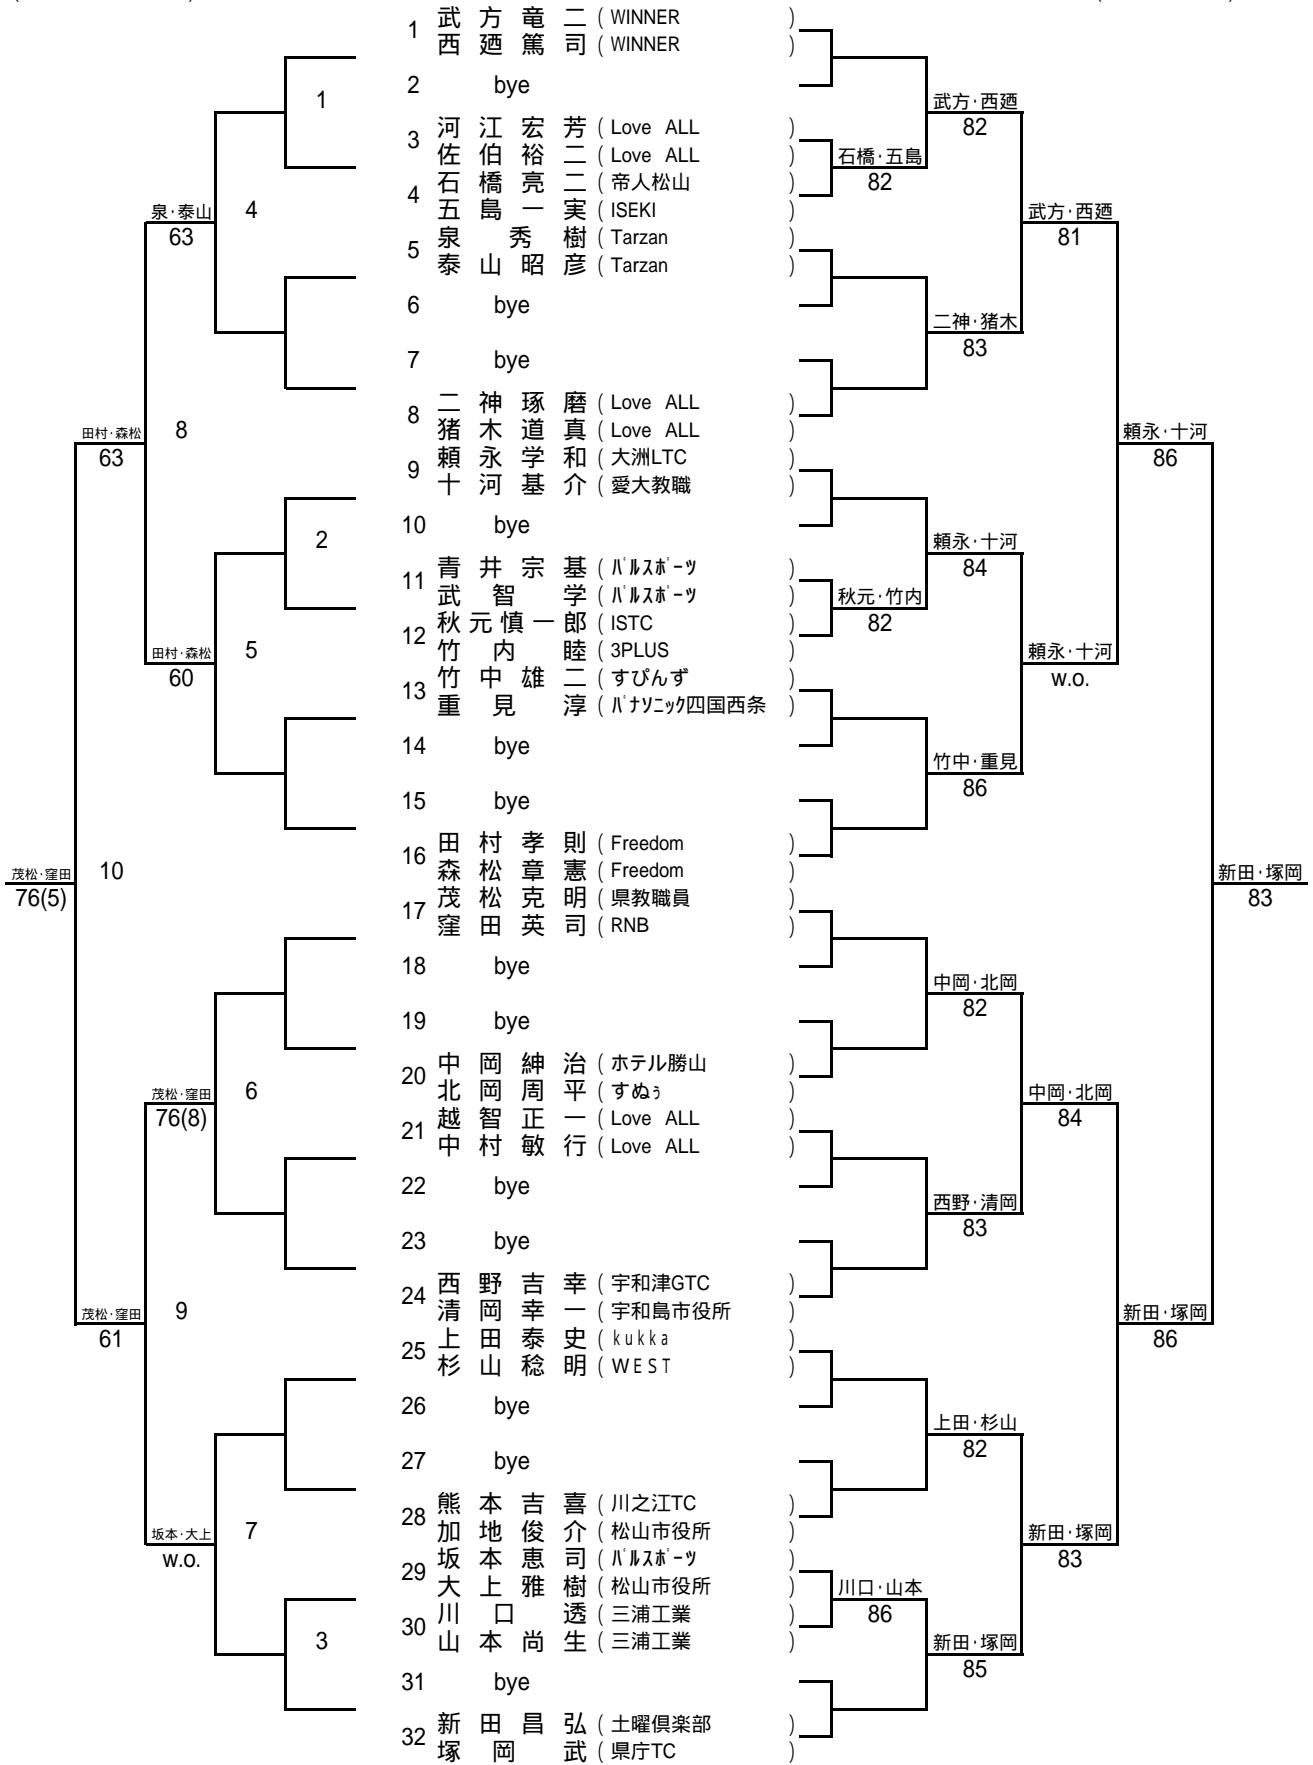 1 武方竜二 ( WINNER )
西廼篤司 ( WINNER )
2 bye
3 河江宏芳 ( Love ALL )
佐伯裕二 ( Love ALL )
4 石橋亮二 ( 帝人松山 )
五島一実 ( ISEKI )
5 泉秀樹 ( Tarzan )
泰山昭彦 ( Tarzan )
6 bye
7 bye
8 二神琢磨 ( Love ALL )
猪木道真 ( Love ALL )
9 頼永学和 ( 大洲LTC )
十河基介 ( 愛大教職 )
10 bye
11 青井宗基 ( パルスポーツ )
武智学 ( パルスポーツ )
12 秋元慎一郎 ( ISTC )
竹内睦 ( 3PLUS )
13 竹中雄二 ( すぴんず )
重見淳 ( パナソニック四国西条 )
14 bye
15 bye
16 田村孝則 ( Freedom )
森松章憲 ( Freedom )
17 茂松克明 ( 県教職員 )
窪田英司 ( RNB )
18 bye
19 bye
20 中岡紳治 ( ホテル勝山 )
北岡周平 ( すぬぅ )
21 越智正一 ( Love ALL )
中村敏行 ( Love ALL )
22 bye
23 bye
24 西野吉幸 ( 宇和津GTC )
清岡幸一 ( 宇和島市役所 )
25 上田泰史 ( kukka )
杉山稔明 ( WEST )
26 bye
27 bye
28 熊本吉喜 ( 川之江TC )
加地俊介 ( 松山市役所 )
29 坂本恵司 ( パルスポーツ )
大上雅樹 ( 松山市役所 )
30 川口透 ( 三浦工業 )
山本尚生 ( 三浦工業 )
31 bye
32 新田昌弘 ( 土曜倶楽部 )
塚岡武 ( 県庁TC )
石橋・五島
82
秋元・竹内
82
川口・山本
86
武方・西廼
82
二神・猪木
83
頼永・十河
84
竹中・重見
86
中岡・北岡
82
西野・清岡
83
上田・杉山
82
新田・塚岡
85
武方・西廼
81
頼永・十河
w.o.
中岡・北岡
84
新田・塚岡
83
頼永・十河
86
新田・塚岡
86
新田・塚岡
83
1
2
3
4
5
6
7
泉・泰山
63
田村・森松
60
茂松・窪田
76(8)
坂本・大上
w.o.
8
9
田村・森松
63
茂松・窪田
61
10
茂松・窪田
76(5)